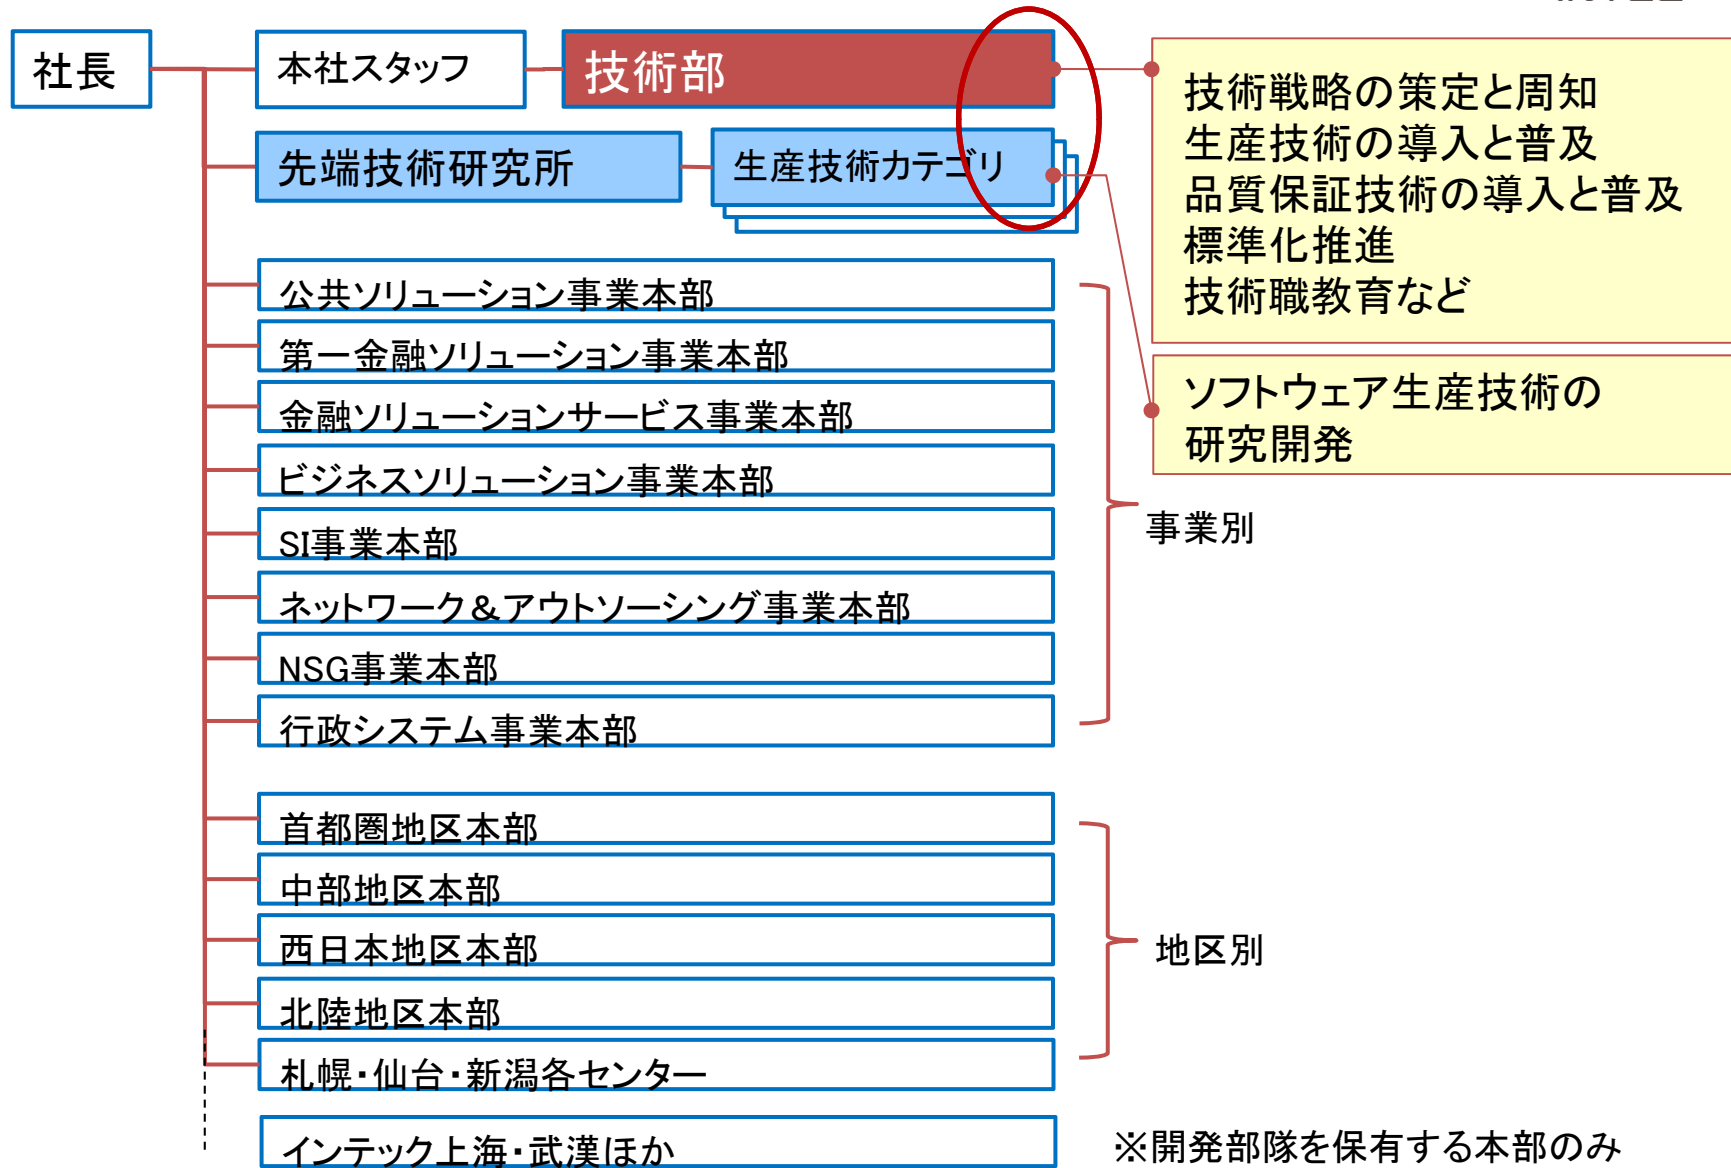 社長
本社スタッフ
技術部
先端技術研究所
生産技術カテゴリ
技術戦略の策定と周知
生産技術の導入と普及
品質保証技術の導入と普及
標準化推進
技術職教育など
ソフトウェア生産技術の
研究開発
公共ソリューション事業本部
第一金融ソリューション事業本部
金融ソリューションサービス事業本部
ビジネスソリューション事業本部
SI事業本部
ネットワーク&アウトソーシング事業本部
NSG事業本部
行政システム事業本部
事業別
首都圏地区本部
中部地区本部
西日本地区本部
北陸地区本部
札幌・仙台・新潟各センター
地区別
インテック上海・武漢ほか
※開発部隊を保有する本部のみ